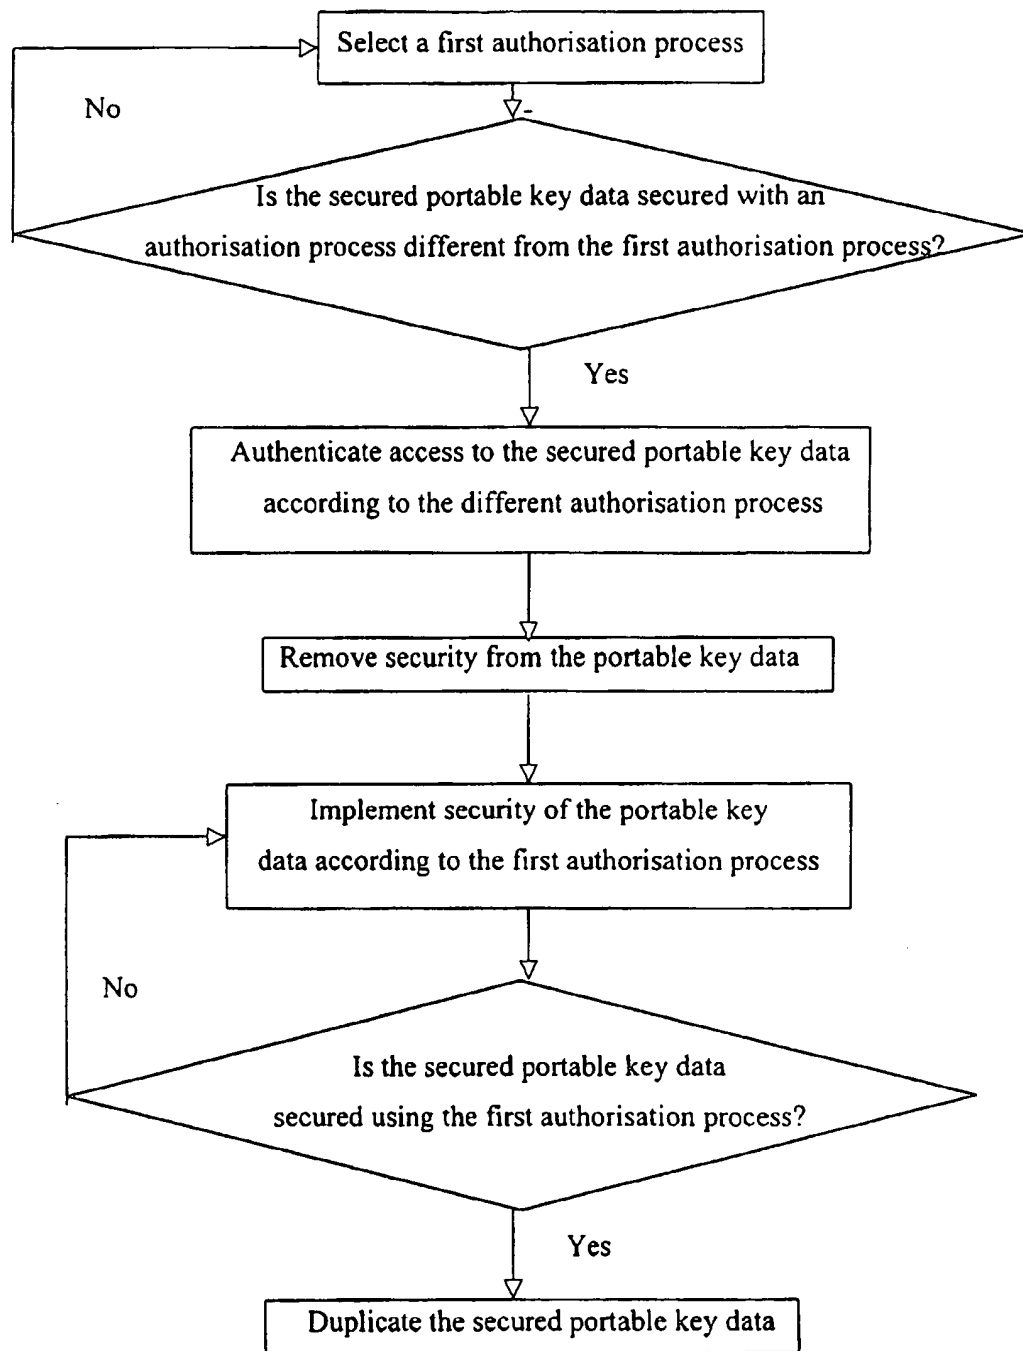 Select a first authorisation process
No
Is the secured portable key data secured with an
authorisation process different from the first authorisation process?
Yes
Authenticate access to the secured portable key data
according to the different authorisation process
Remove security from the portable key data
Implement security of the portable key
data according to the first authorisation process
No
Is the secured portable key data
secured using the first authorisation process?
Yes
Duplicate the secured portable key data